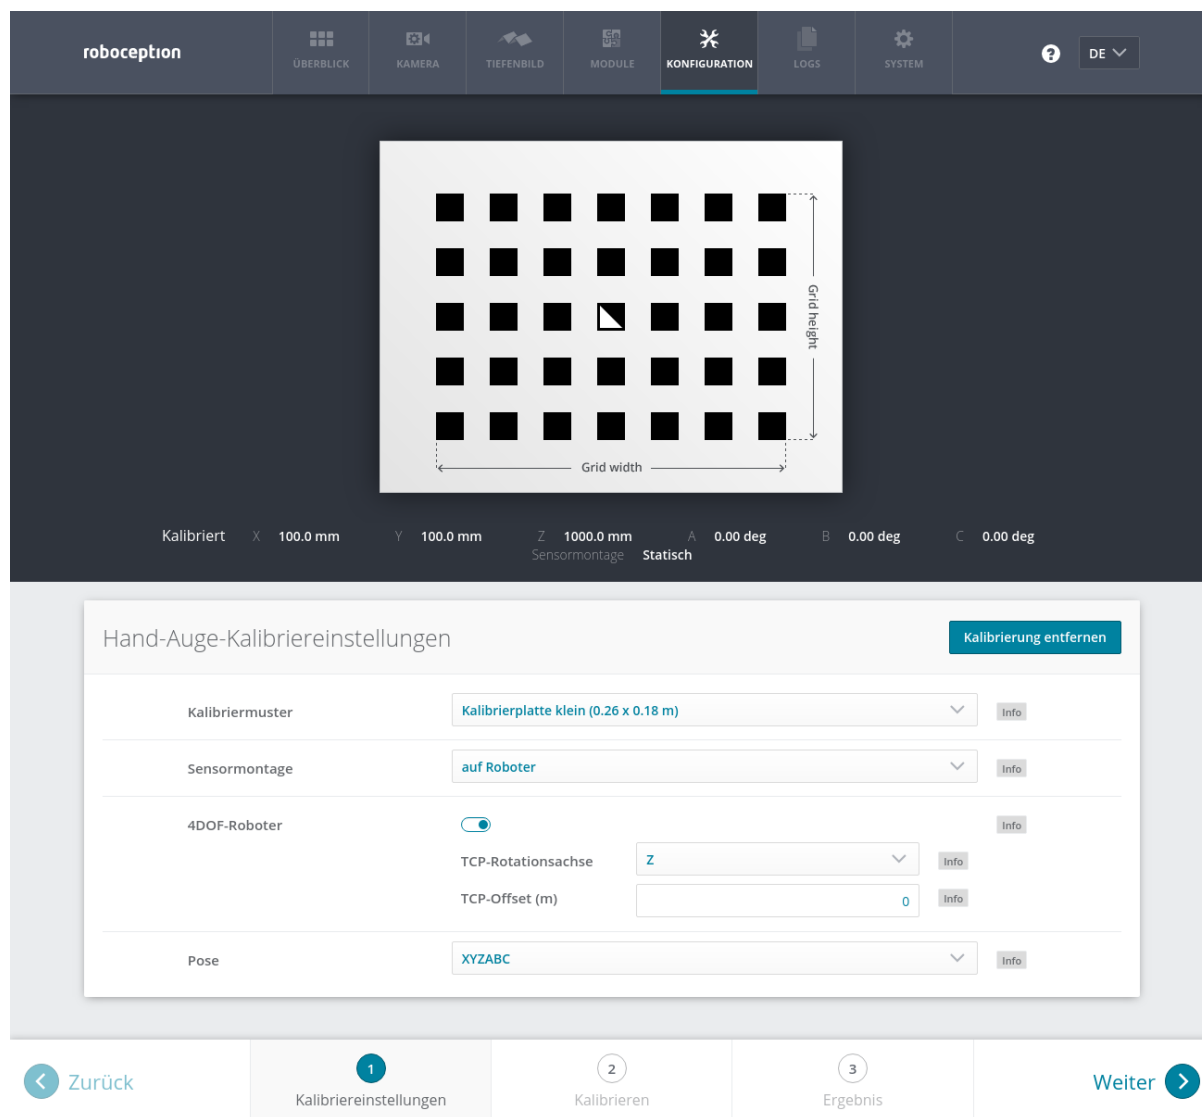 roboception
ÜBERBLICK
KAMERA
TIEFENBILD
MODULE
KONFIGURATION
LOGS
SYSTEM
?
DE
Grid height
Grid width
Kalibriert X 100.0 mm Y 100.0 mm Z 1000.0 mm A 0.00 deg B 0.00 deg C 0.00 deg
Sensormontage Statisch
Hand-Auge-Kalibriereinstellungen
Kalibrierung entfernen
Kalibriermuster Kalibrierplatte klein (0.26 x 0.18 m) Info
Sensormontage auf Roboter Info
4DOF-Roboter Info
TCP-Rotationsachse Z Info
TCP-Offset (m) 0 Info
Pose XYZABC Info
Zurück
1
Kalibriereinstellungen
2
Kalibrieren
3
Ergebnis
Weiter